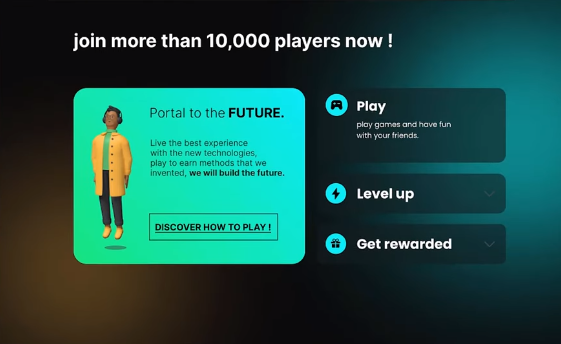 join more than 10,000 players now !
Portal to the FUTURE.
Live the best experience
with the new technologies,
play to earn methods that we
invented, we will build the future.
DISCOVER HOW TO PLAY !
Play
play games and have fun
with your friends.
Level up
Get rewarded